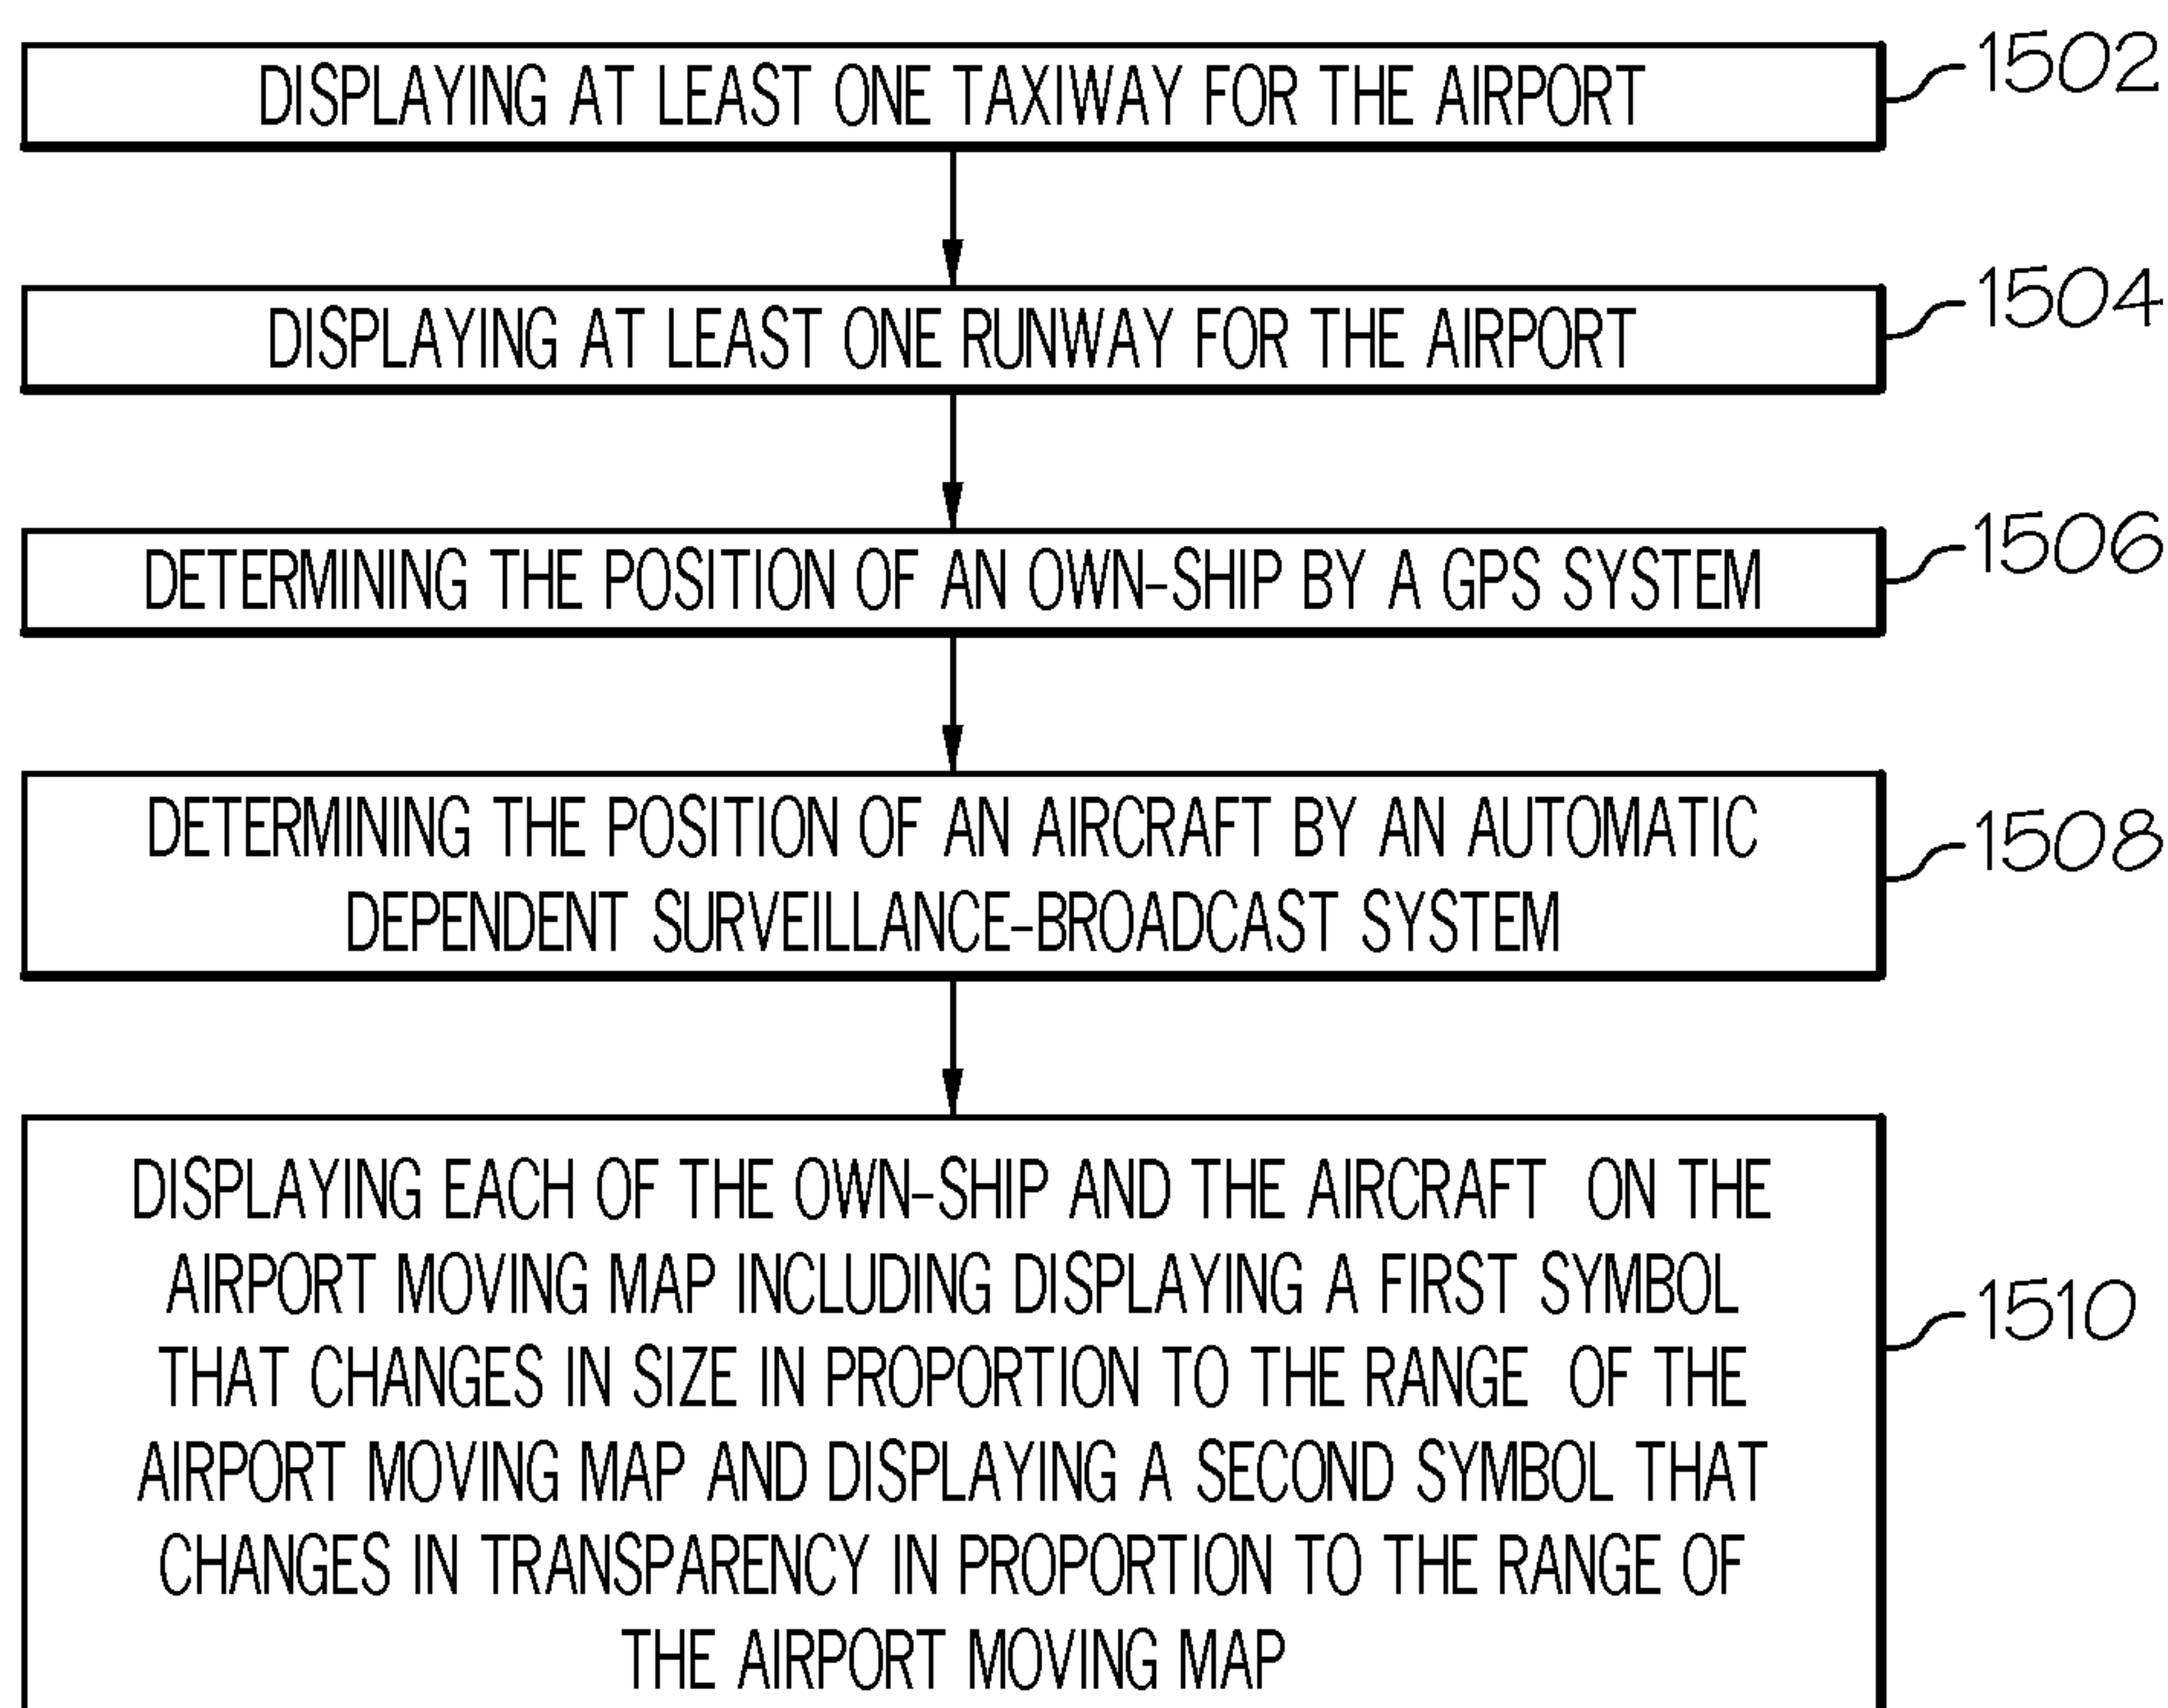 DISPLAYING AT LEAST ONE TAXIWAY FOR THE AIRPORT
1502
DISPLAYING AT LEAST ONE RUNWAY FOR THE AIRPORT
1504
DETERMINING THE POSITION OF AN OWN-SHIP BY A GPS SYSTEM
1506
DETERMINING THE POSITION OF AN AIRCRAFT BY AN AUTOMATIC
DEPENDENT SURVEILLANCE-BROADCAST SYSTEM
1508
DISPLAYING EACH OF THE OWN-SHIP AND THE AIRCRAFT ON THE
AIRPORT MOVING MAP INCLUDING DISPLAYING A FIRST SYMBOL
THAT CHANGES IN SIZE IN PROPORTION TO THE RANGE OF THE
AIRPORT MOVING MAP AND DISPLAYING A SECOND SYMBOL THAT
CHANGES IN TRANSPARENCY IN PROPORTION TO THE RANGE OF
THE AIRPORT MOVING MAP
1510